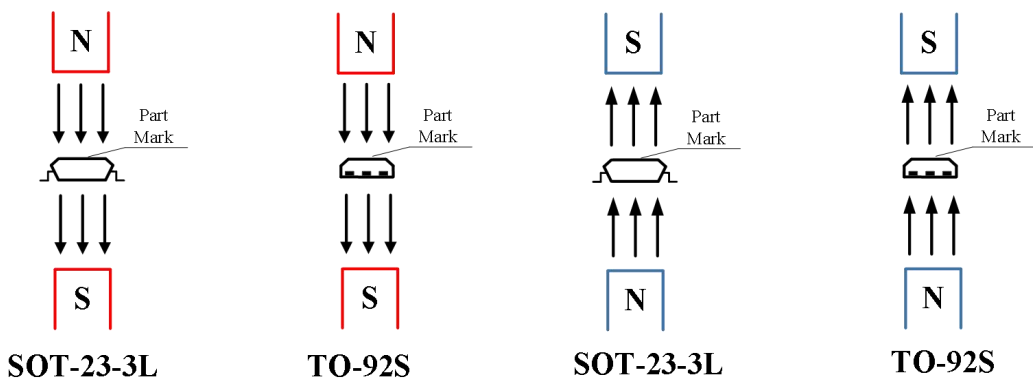 N
N
S
S
Part
Mark
Part
Mark
Part
Mark
Part
Mark
S
S
N
N
SOT-23-3L
TO-92S
SOT-23-3L
TO-92S